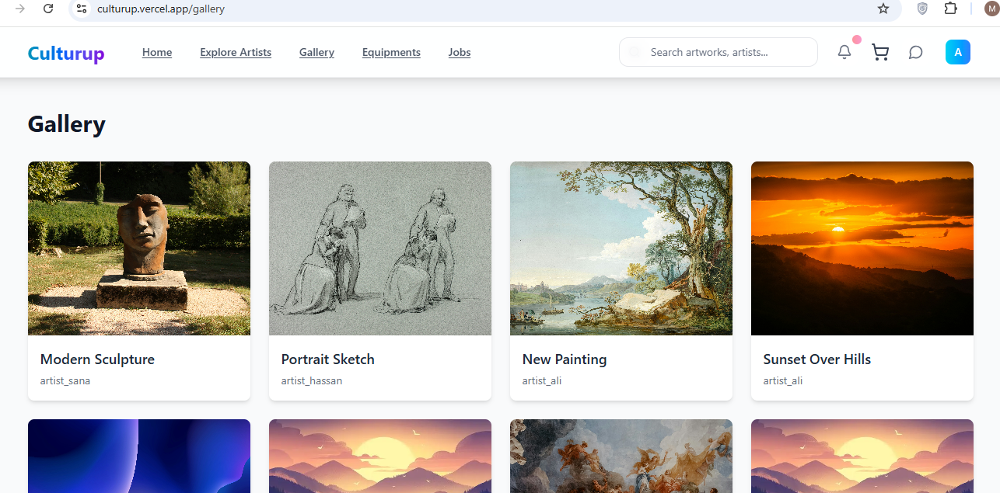 culturup.vercel.app/gallery
M
Culturup
Home
Explore Artists
Gallery
Equipments
Jobs
Search artworks, artists...
A
Gallery
Modern Sculpture
artist_sana
Portrait Sketch
artist_hassan
New Painting
artist_ali
Sunset Over Hills
artist_ali